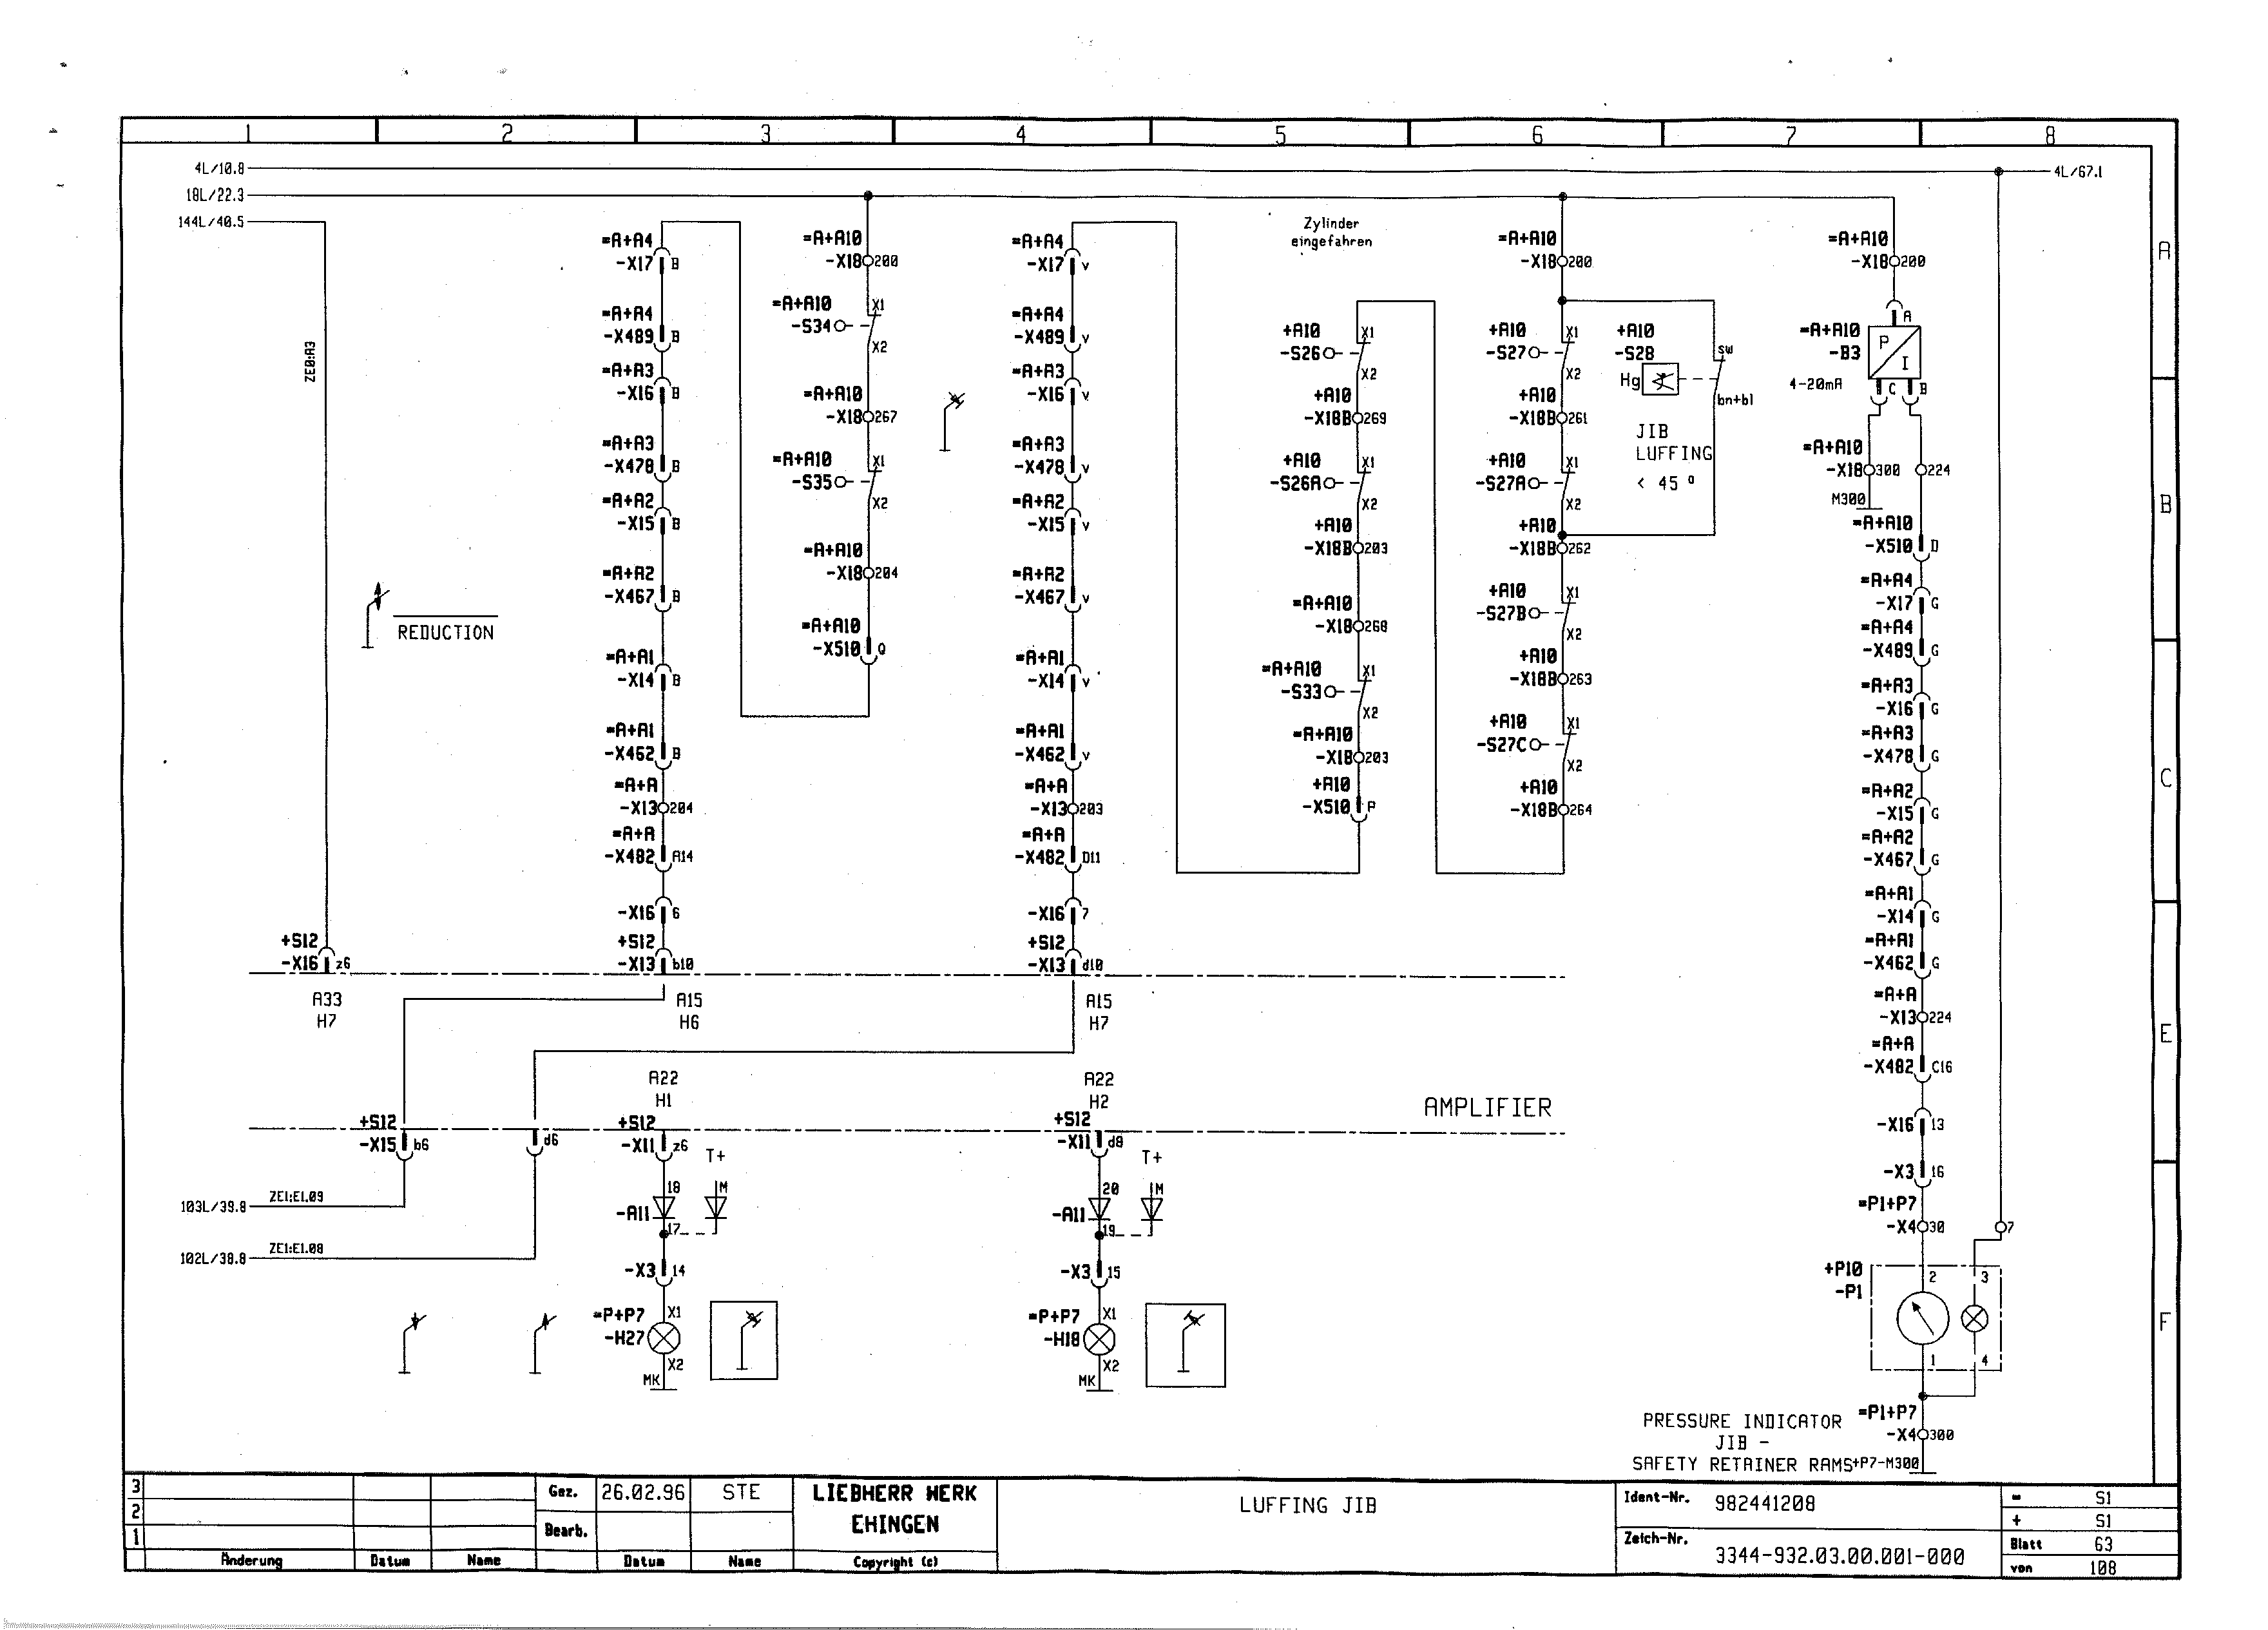 1
2
3
4
5
6
7
8
4L/10.8
4L/67.1
18L/22.3
144L/40.5
ZE0:A3
REDUCTION
+S12
-X16 z6
A33
H7
=A+A4
-X17 B
=A+A4
-X489 B
=A+A3
-X16 B
=A+A3
-X478 B
=A+A2
-X15 B
=A+A2
-X467 B
=A+A1
-X14 B
=A+A1
-X462 B
=A+A
-X13 204
=A+A
-X482 A14
-X16 6
+S12
-X13 b10
A15
H6
=A+A10
-X18 200
=A+A10
-S34
X1
X2
=A+A10
-X18 267
=A+A10
-S35
X1
X2
=A+A10
-X18 204
=A+A10
-X510 Q
=A+A4
-X17 v
=A+A4
-X489 v
=A+A3
-X16 v
=A+A3
-X478 v
=A+A2
-X15 v
=A+A2
-X467 v
=A+A1
-X14 v
=A+A1
-X462 v
=A+A
-X13 203
=A+A
-X482 D11
-X16 7
+S12
-X13 d10
A15
H7
Zylinder
eingefahren
+A10
-S26
X1
X2
+A10
-X18B 269
+A10
-S26A
X1
X2
+A10
-X18B 203
=A+A10
-X18 268
=A+A10
-S33
X1
X2
=A+A10
-X18 203
+A10
-X510 P
=A+A10
-X18 200
+A10
-S27
X1
X2
+A10
-X18B 261
+A10
-S27A
X1
X2
+A10
-X18B 262
+A10
-S27B
X1
X2
+A10
-X18B 263
+A10
-S27C
X1
X2
+A10
-X18B 264
+A10
-S28
Hg
sw
bn+bl
JIB
LUFFING
< 45 °
=A+A10
-X18 200
A
=A+A10
-B3
P
I
4-20mA
C B
=A+A10
-X18 300 224
M300
=A+A10
-X510 D
=A+A4
-X17 G
=A+A4
-X489 G
=A+A3
-X16 G
=A+A3
-X478 G
=A+A2
-X15 G
=A+A2
-X467 G
=A+A1
-X14 G
=A+A1
-X462 G
=A+A
-X13 224
=A+A
-X482 C16
-X16 13
-X3 16
=P1+P7
-X4 30 7
+P10
-P1
2 3
1 4
=P1+P7
-X4 300
+P7-M300
PRESSURE INDICATOR
JIB -
SAFETY RETAINER RAMS
AMPLIFIER
+S12
-X15 b6
d6
103L/39.8
ZE1:E1.09
102L/38.8
ZE1:E1.08
A22
H1
+S12
-X11 z6
T+
18
M
-A11
17
-X3 14
=P+P7
-H27
X1
X2
MK
A22
H2
+S12
-X11 d8
T+
20
M
-A11
19
-X3 15
=P+P7
-H18
X1
X2
MK
A
B
C
E
F
3
2
1
Änderung
Datum
Name
Gez. 26.02.96 STE
Bearb.
Datum
Name
LIEBHERR WERK
EHINGEN
Copyright (c)
LUFFING JIB
Ident-Nr. 982441208
Zeich-Nr. 3344-932.03.00.001-000
= S1
+ S1
Blatt 63
von 108